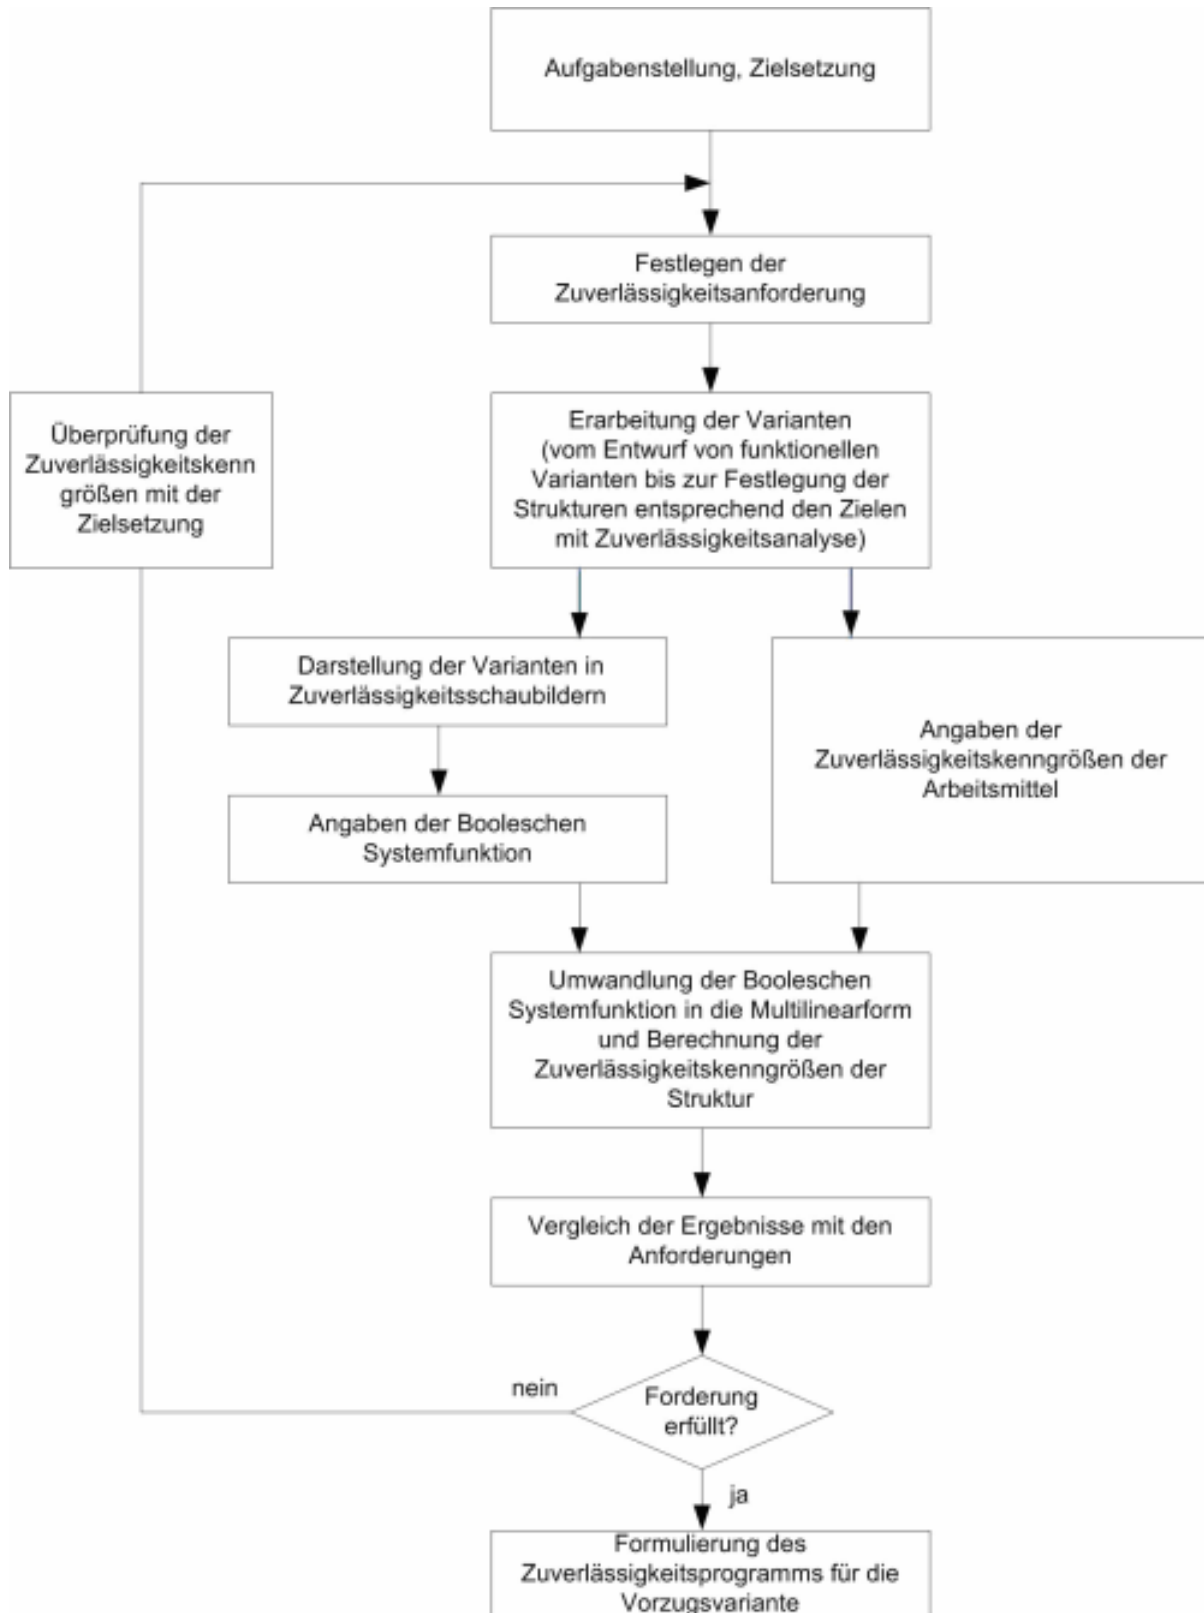 Aufgabenstellung, Zielsetzung
Festlegen der
Zuverlässigkeitsanforderung
Überprüfung der
Zuverlässigkeitskenn
größen mit der
Zielsetzung
Erarbeitung der Varianten
(vom Entwurf von funktionellen
Varianten bis zur Festlegung der
Strukturen entsprechend den Zielen
mit Zuverlässigkeitsanalyse)
Darstellung der Varianten in
Zuverlässigkeitsschaubildern
Angaben der
Zuverlässigkeitskenngrößen der
Arbeitsmittel
Angaben der Booleschen
Systemfunktion
Umwandlung der Booleschen
Systemfunktion in die Multilinearform
und Berechnung der
Zuverlässigkeitskenngrößen der
Struktur
Vergleich der Ergebnisse mit den
Anforderungen
nein
Forderung
erfüllt?
ja
Formulierung des
Zuverlässigkeitsprogramms für die
Vorzugsvariante